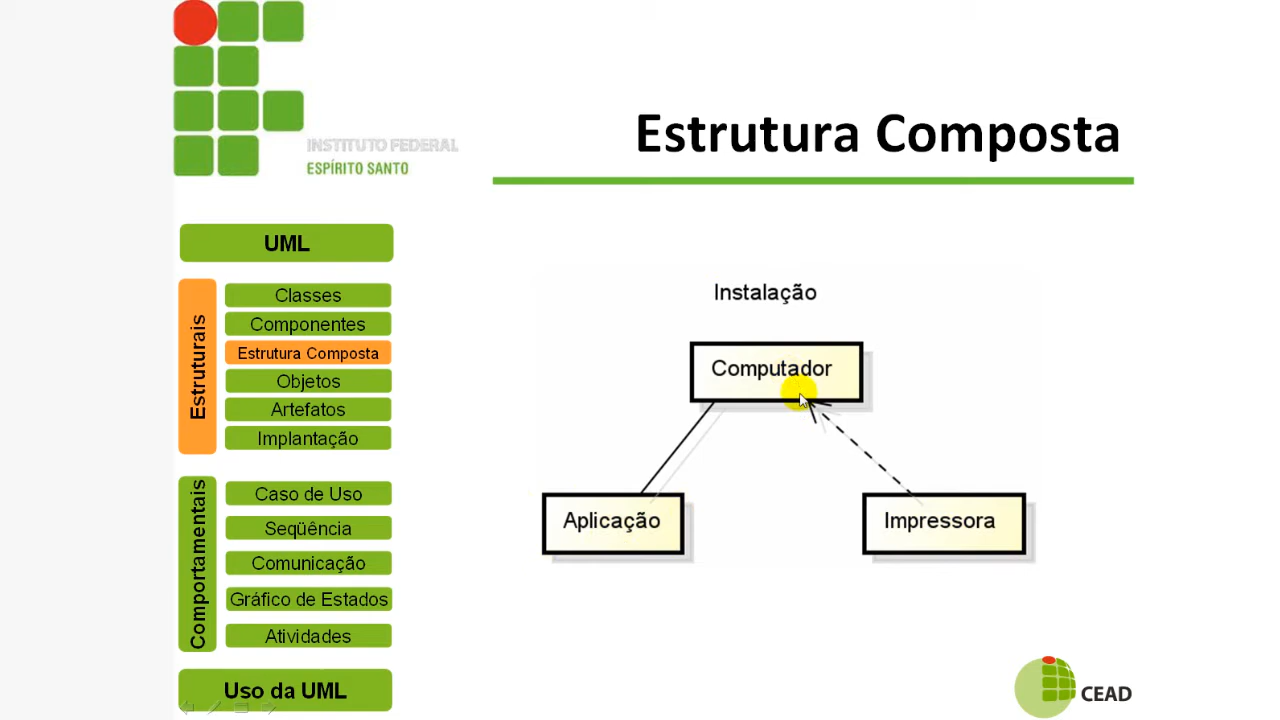 INSTITUTO FEDERAL
ESPÍRITO SANTO
Estrutura Composta
UML
Estruturais
Classes
Componentes
Estrutura Composta
Objetos
Artefatos
Implantação
Comportamentais
Caso de Uso
Seqüência
Comunicação
Gráfico de Estados
Atividades
Uso da UML
Instalação
Computador
Aplicação
Impressora
CEAD